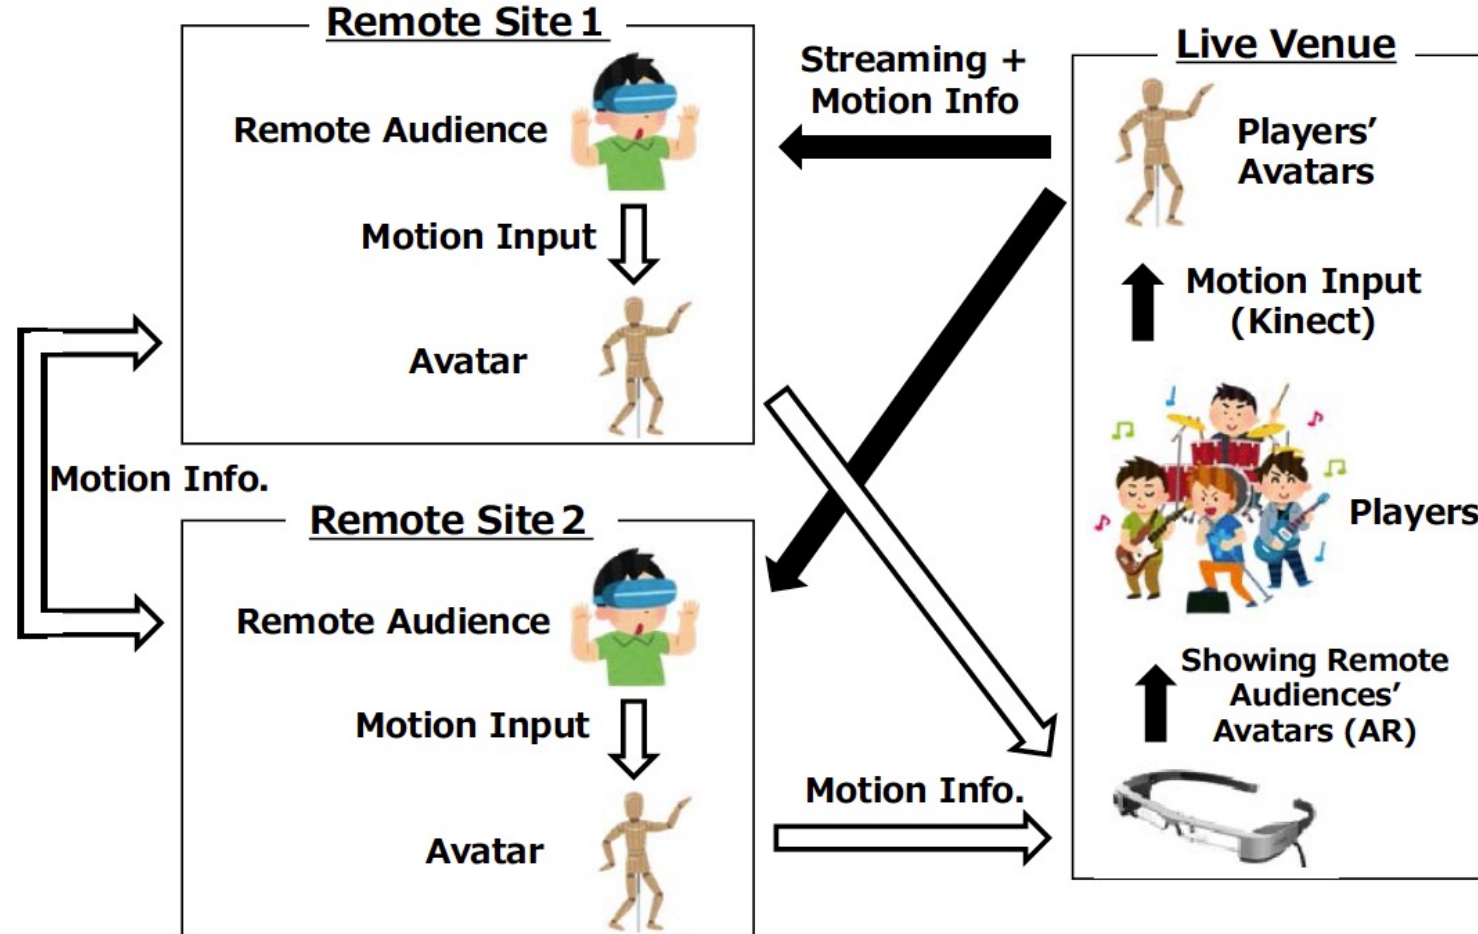 Remote Site 1
Remote Audience
Motion Input
Avatar
Motion Info.
Remote Site 2
Remote Audience
Motion Input
Avatar
Streaming +
Motion Info
Motion Info.
Live Venue
Players’
Avatars
Motion Input
(Kinect)
Players
Showing Remote
Audiences’
Avatars (AR)